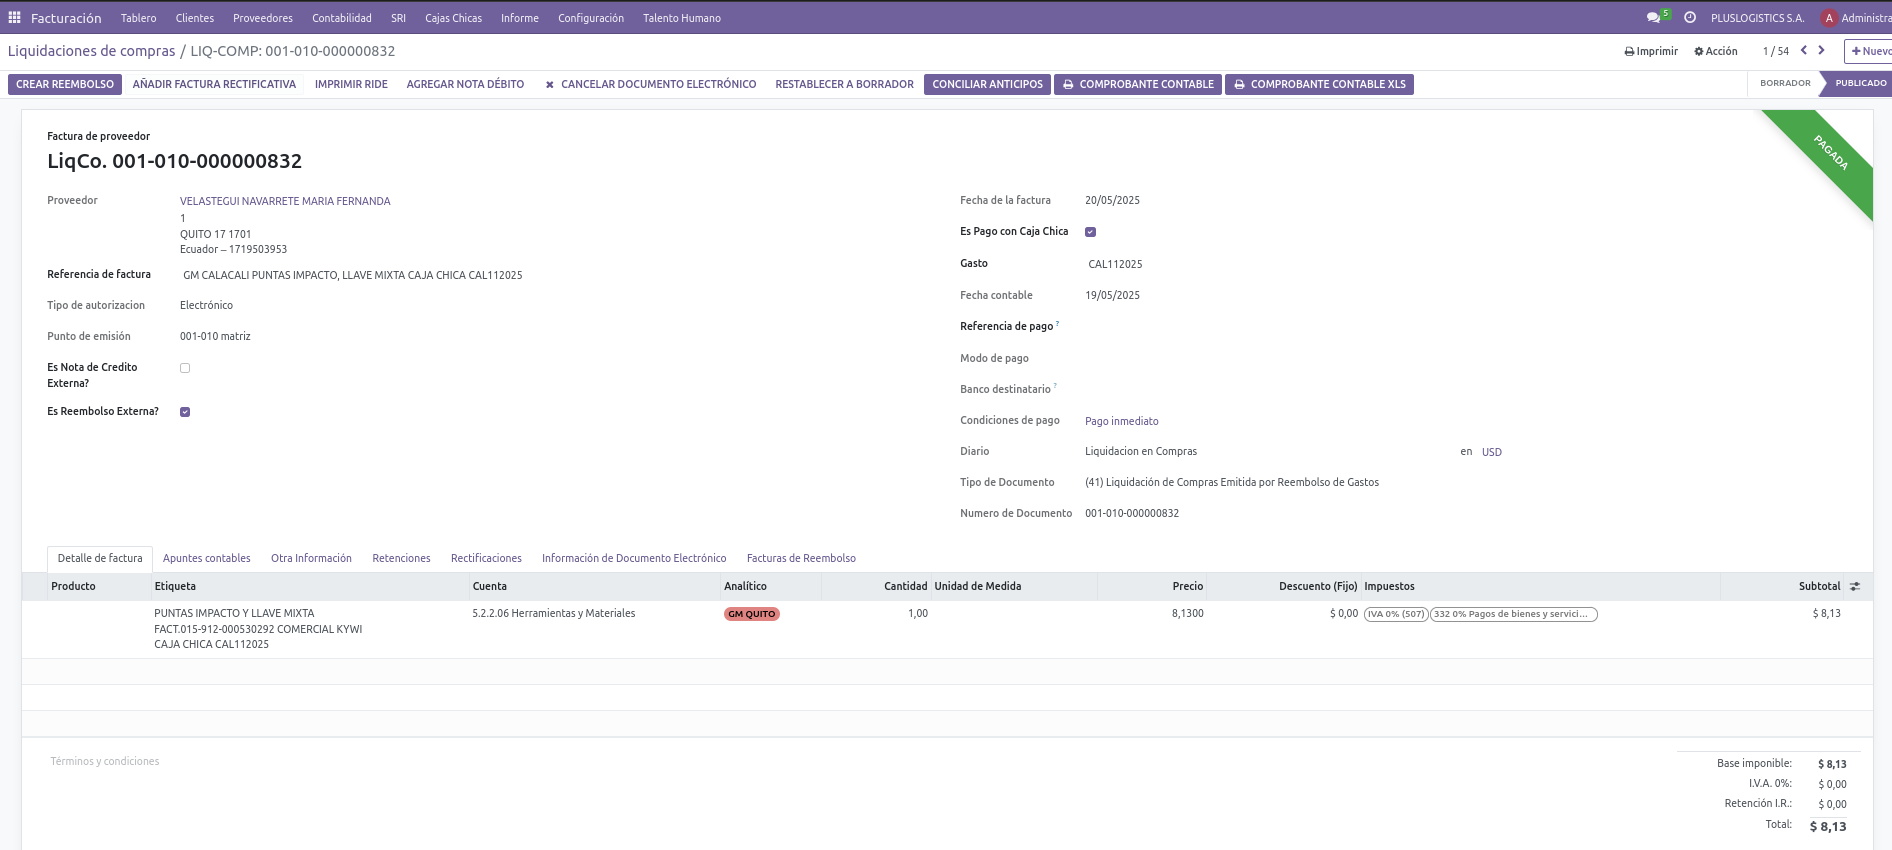 Facturación Tablero Clientes Proveedores Contabilidad SRI Cajas Chicas Informe Configuración Talento Humano 5 PLUSLOGISTICS S.A. A Administra
Liquidaciones de compras / LIQ-COMP: 001-010-000000832 Imprimir Acción 1 / 54 Nuevo
CREAR REEMBOLSO AÑADIR FACTURA RECTIFICATIVA IMPRIMIR RIDE AGREGAR NOTA DÉBITO CANCELAR DOCUMENTO ELECTRÓNICO RESTABLECER A BORRADOR CONCILIAR ANTICIPOS COMPROBANTE CONTABLE COMPROBANTE CONTABLE XLS BORRADOR PUBLICADO
PAGADA
Factura de proveedor
LiqCo. 001-010-000000832
Proveedor VELASTEGUI NAVARRETE MARIA FERNANDA
1
QUITO 17 1701
Ecuador – 1719503953
Referencia de factura GM CALACALI PUNTAS IMPACTO, LLAVE MIXTA CAJA CHICA CAL112025
Tipo de autorizacion Electrónico
Punto de emisión 001-010 matriz
Es Nota de Credito
Externa?
Es Reembolso Externa?
Fecha de la factura 20/05/2025
Es Pago con Caja Chica
Gasto CAL112025
Fecha contable 19/05/2025
Referencia de pago ?
Modo de pago
Banco destinatario ?
Condiciones de pago Pago inmediato
Diario Liquidacion en Compras en USD
Tipo de Documento (41) Liquidación de Compras Emitida por Reembolso de Gastos
Numero de Documento 001-010-000000832
Detalle de factura Apuntes contables Otra Información Retenciones Rectificaciones Información de Documento Electrónico Facturas de Reembolso
Producto Etiqueta Cuenta Analítico Cantidad Unidad de Medida Precio Descuento (Fijo) Impuestos Subtotal
PUNTAS IMPACTO Y LLAVE MIXTA 5.2.2.06 Herramientas y Materiales GM QUITO 1,00 8,1300 $ 0,00 IVA 0% (507) 332 0% Pagos de bienes y servici... $ 8,13
FACT.015-912-000530292 COMERCIAL KYWI
CAJA CHICA CAL112025
Términos y condiciones
Base imponible: $ 8,13
I.V.A. 0%: $ 0,00
Retención I.R.: $ 0,00
Total: $ 8,13